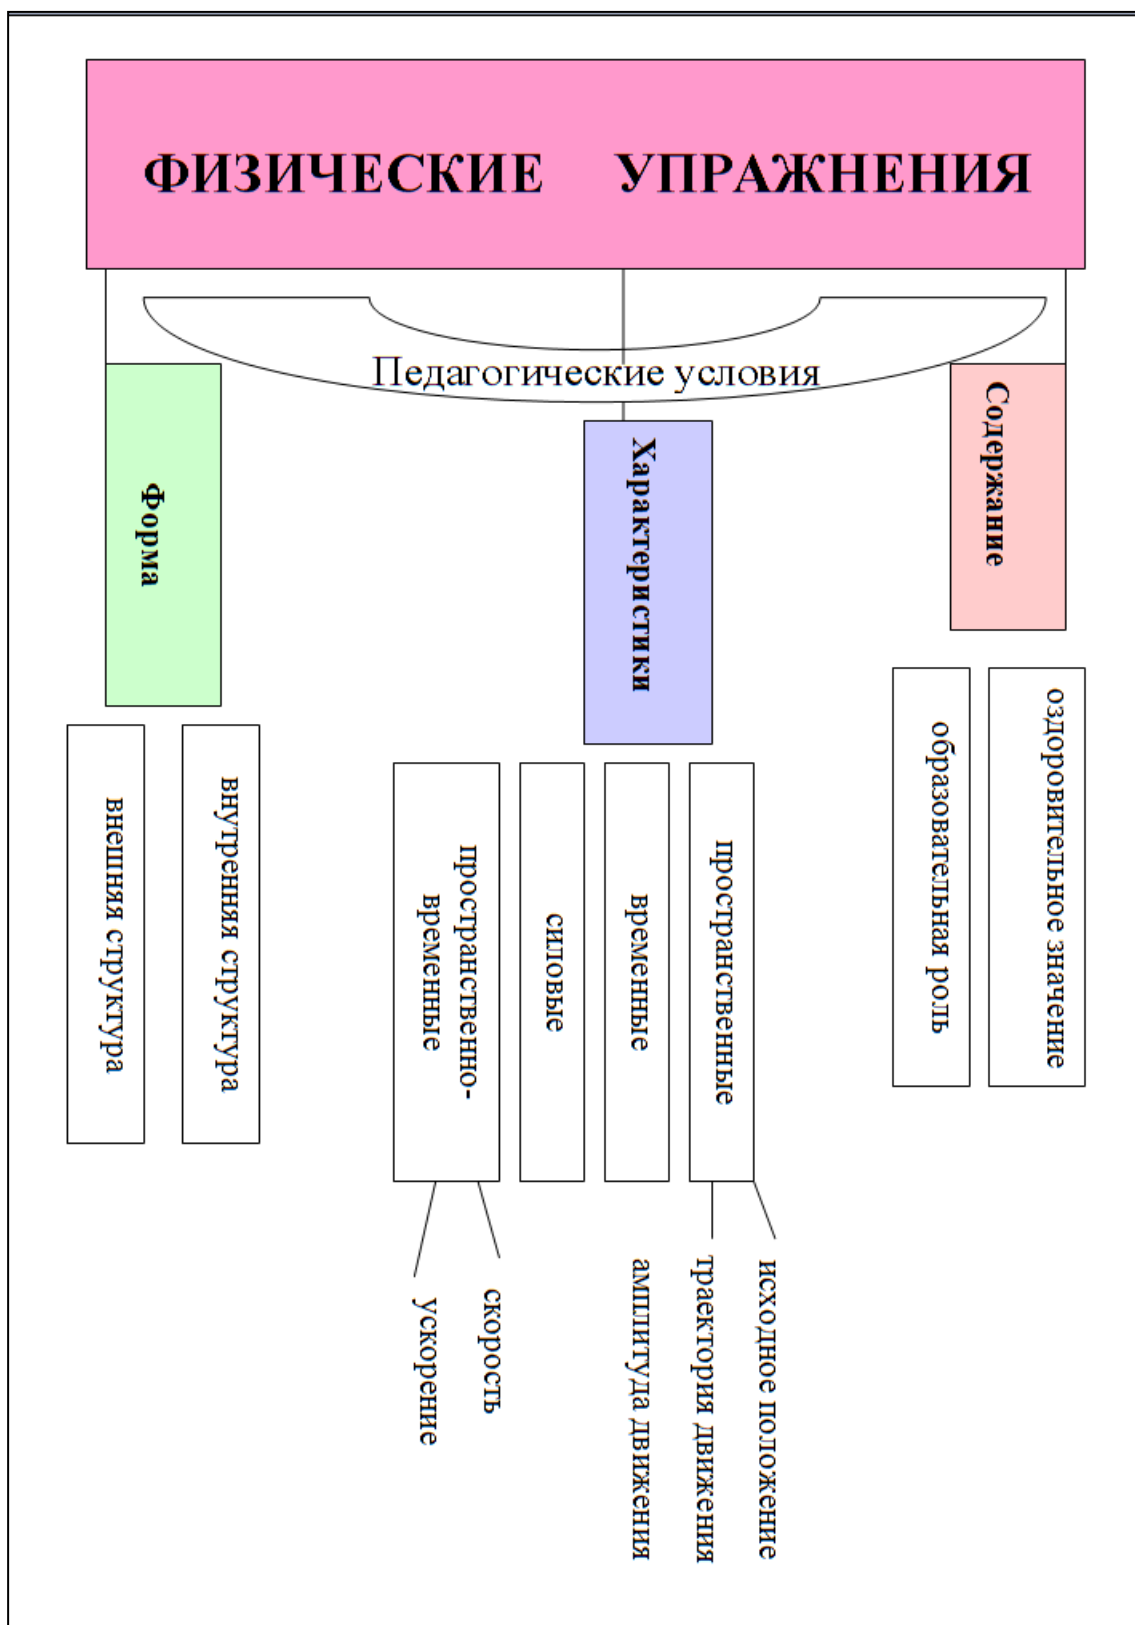 ФИЗИЧЕСКИЕ УПРАЖНЕНИЯ
Педагогические условия
Форма
Характеристики
Содержание
внешняя структура
внутренняя структура
пространственно-
временные
силовые
временные
пространственные
образовательная роль
оздоровительное значение
ускорение
скорость
амплитуда движения
траектория движения
исходное положение